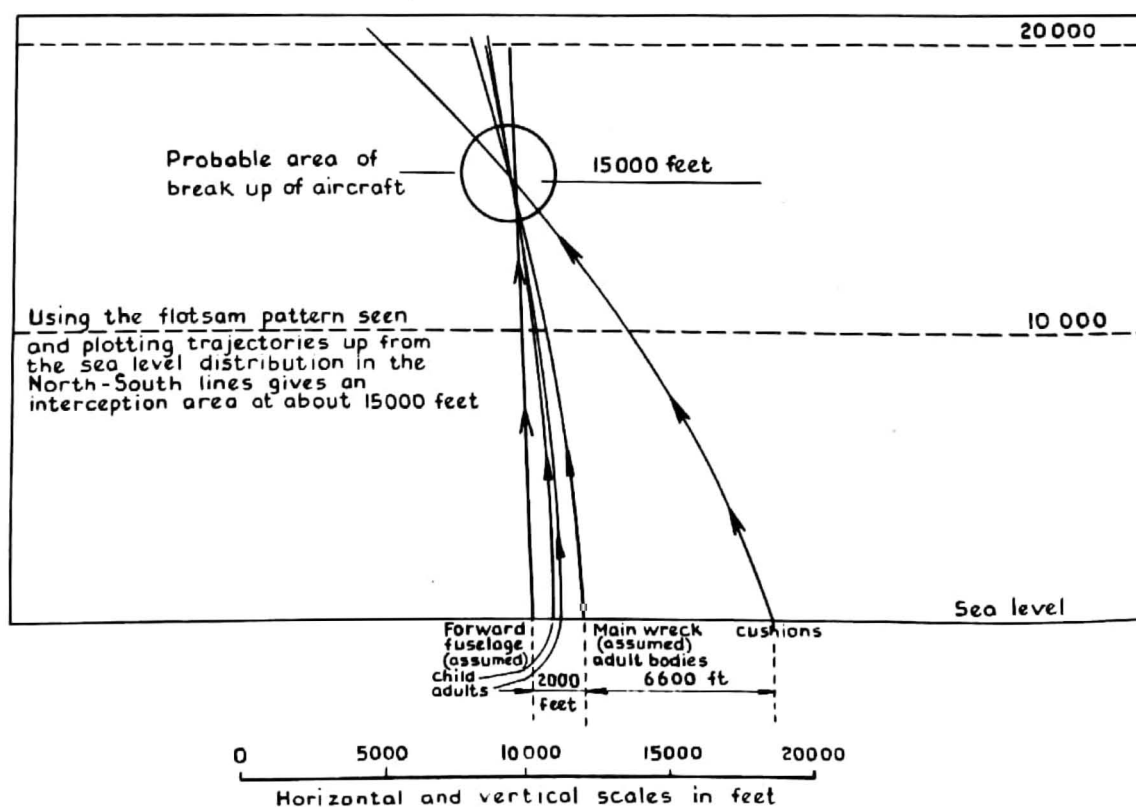 20000
Probable area of
break up of aircraft
15000 feet
Using the flotsam pattern seen
and plotting trajectories up from
the sea level distribution in the
North-South lines gives an
interception area at about 15000 feet
10000
Sea level
Forward
fuselage
(assumed)
child
adults
Main wreck
(assumed)
adult bodies
cushions
2000
feet
6600 ft
0 5000 10000 15000 20000
Horizontal and vertical scales in feet